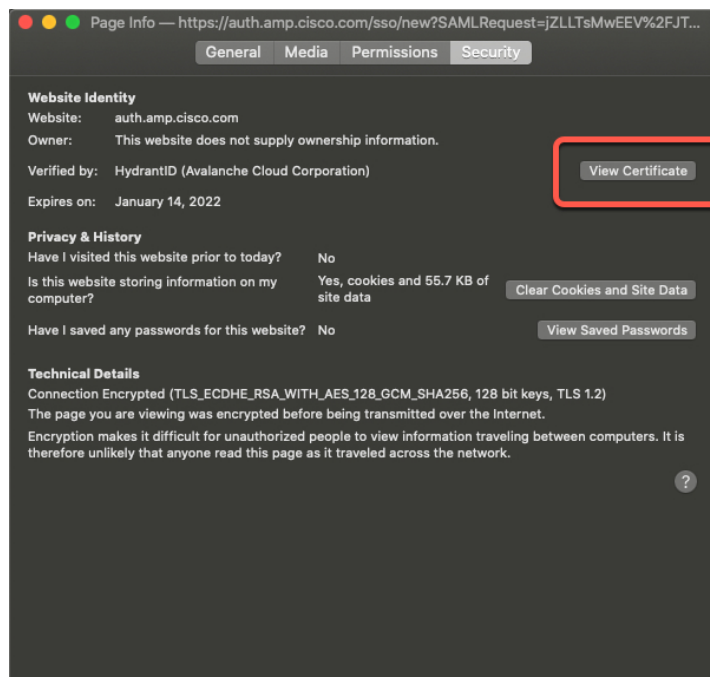 Page Info — https://auth.amp.cisco.com/sso/new?SAMLRequest=jZLLTsMwEEV%2FJT...
General Media Permissions Security
Website Identity
Website: auth.amp.cisco.com
Owner: This website does not supply ownership information.
Verified by: HydrantID (Avalanche Cloud Corporation) View Certificate
Expires on: January 14, 2022
Privacy & History
Have I visited this website prior to today? No
Is this website storing information on my computer? Yes, cookies and 55.7 KB of site data Clear Cookies and Site Data
Have I saved any passwords for this website? No View Saved Passwords
Technical Details
Connection Encrypted (TLS_ECDHE_RSA_WITH_AES_128_GCM_SHA256, 128 bit keys, TLS 1.2)
The page you are viewing was encrypted before being transmitted over the Internet.
Encryption makes it difficult for unauthorized people to view information traveling between computers. It is
therefore unlikely that anyone read this page as it traveled across the network.
?